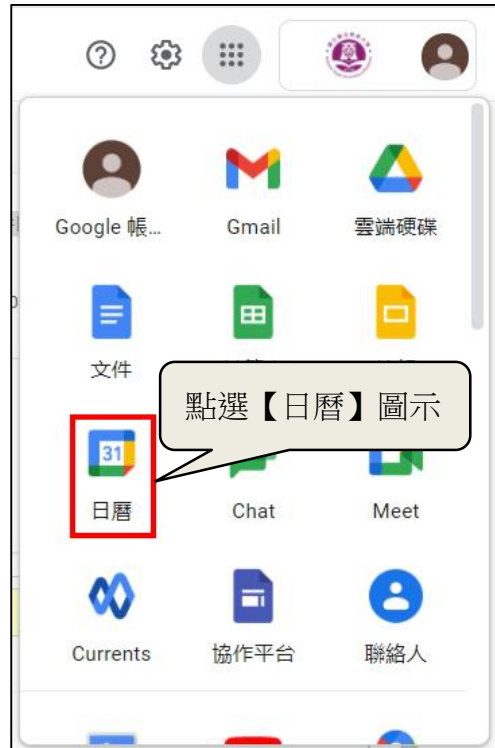 Google 帳...
Gmail
雲端硬碟
文件
點選【日曆】圖示
31
日曆
Chat
Meet
Currents
協作平台
聯絡人